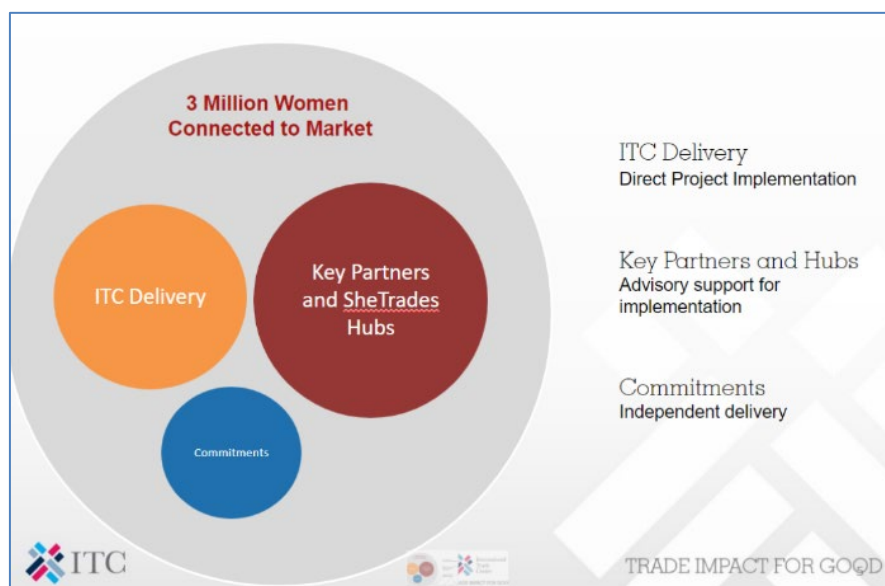 3 Million Women
Connected to Market
ITC Delivery
Key Partners
and SheTrades
Hubs
Commitments
ITC Delivery
Direct Project Implementation
Key Partners and Hubs
Advisory support for
implementation
Commitments
Independent delivery
ITC
TRADE IMPACT FOR GOOD